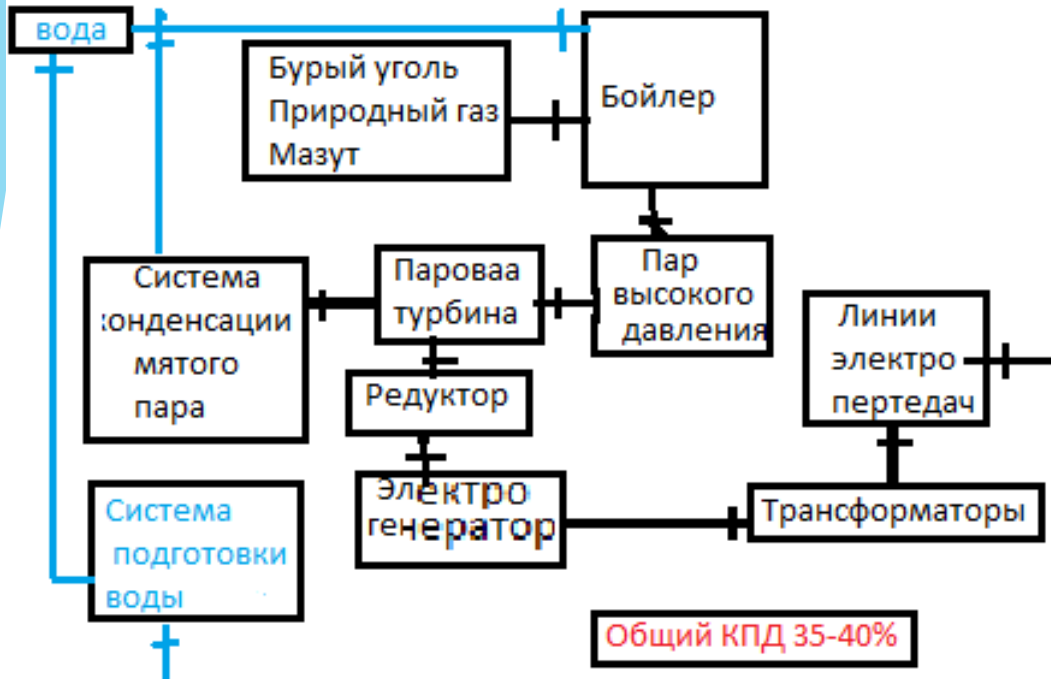 вода
Бурый уголь
Природный газ
Мазут
Бойлер
Система
конденсации
мятого
пара
Пароваа
турбина
Пар
высокого
давления
Линии
электро
пертедач
Редуктор
Электро
генератор
Трансформаторы
Система
подготовки
воды
Общий КПД 35-40%